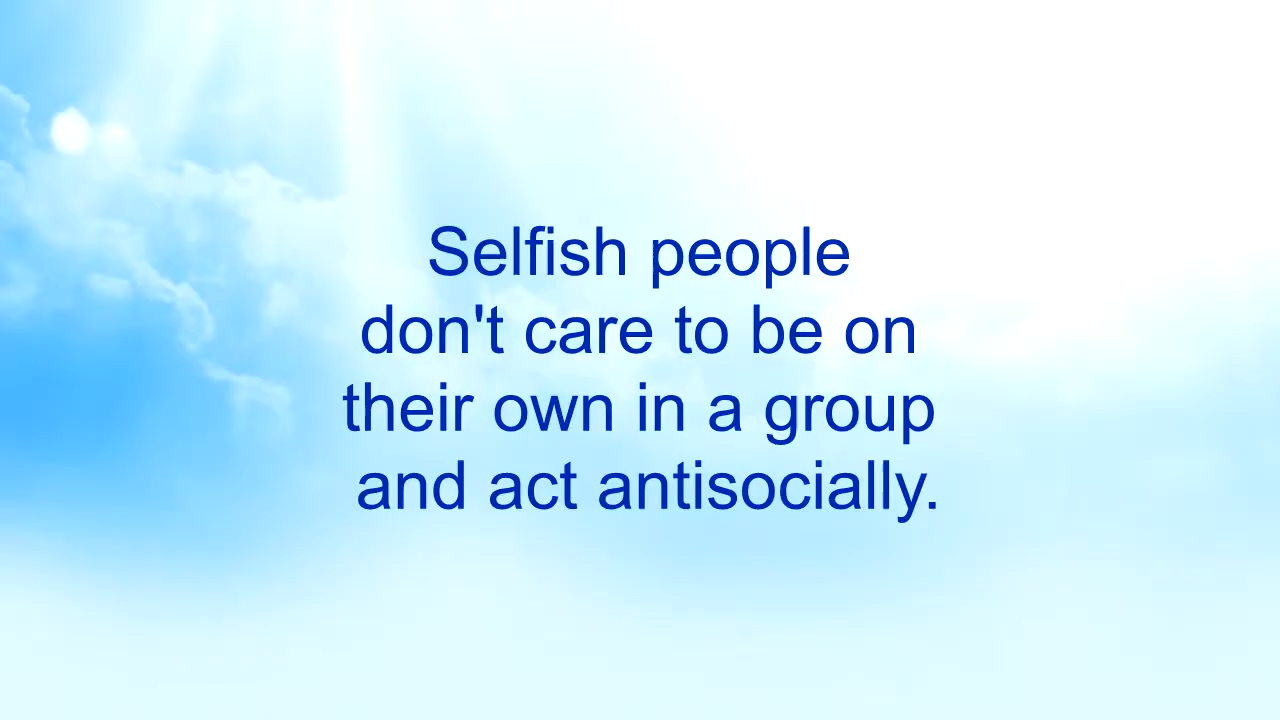 Selfish people
don't care to be on
their own in a group
and act antisocially.